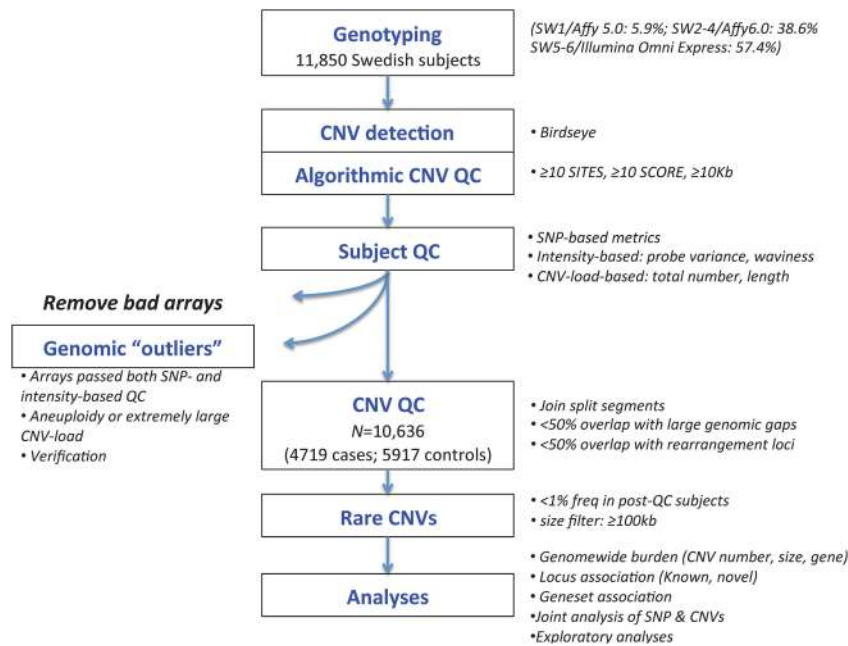 Genotyping
11,850 Swedish subjects
(SW1/Affy 5.0: 5.9%; SW2-4/Affy6.0: 38.6%
SW5-6/Illumina Omni Express: 57.4%)
CNV detection
• Birdseye
Algorithmic CNV QC
• ≥10 SITES, ≥10 SCORE, ≥10Kb
Subject QC
• SNP-based metrics
• Intensity-based: probe variance, waviness
• CNV-load-based: total number, length
Remove bad arrays
Genomic “outliers”
• Arrays passed both SNP- and
intensity-based QC
• Aneuploidy or extremely large
CNV-load
• Verification
CNV QC
N=10,636
(4719 cases; 5917 controls)
• Join split segments
• <50% overlap with large genomic gaps
• <50% overlap with rearrangement loci
Rare CNVs
• <1% freq in post-QC subjects
• size filter: ≥100kb
Analyses
• Genomewide burden (CNV number, size, gene)
• Locus association (Known, novel)
• Geneset association
•Joint analysis of SNP & CNVs
•Exploratory analyses